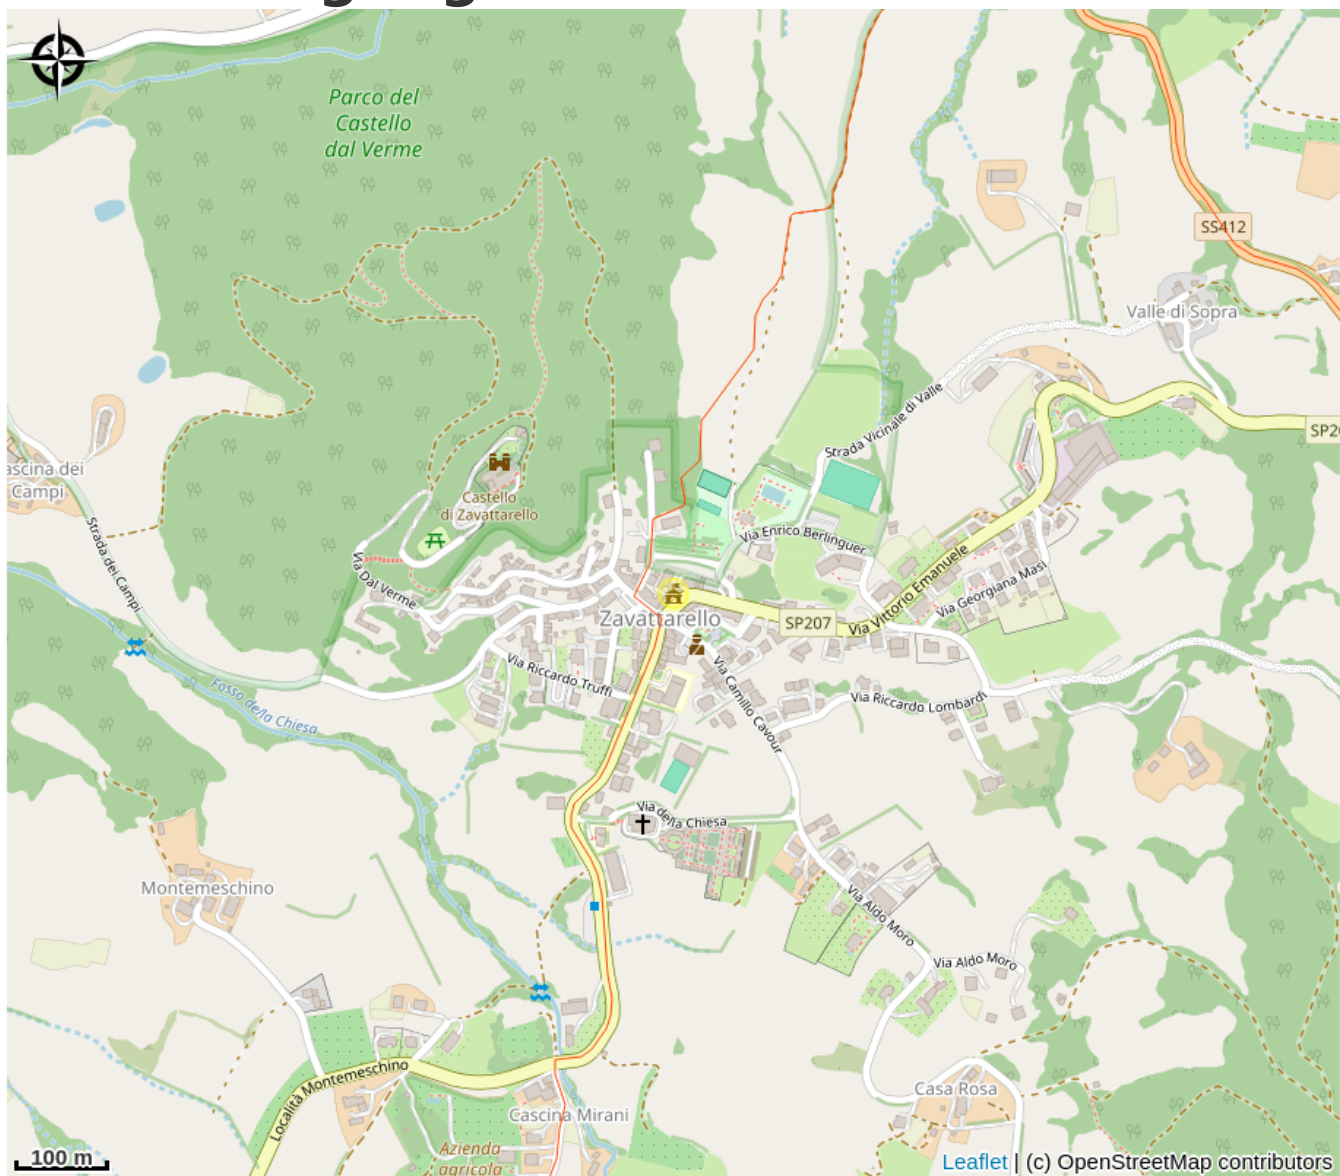 Parco del
Castello
dal Verme
SS412
Valle di Sopra
SP20
Strada Vicinale di Valle
ascina dei
Campi
Castello
di Zavattarello
Strada dei Campi
Via Dal Verme
Via Enrico Berlinguer
Via Vittorio Emanuele
Via Georgiana Masi
Zavattarello
SP207
Via Riccardo Truffi
Via Camillo Cavour
Via Riccardo Lombardi
Fosso della Chiesa
Via della Chiesa
Montemeschino
Via Aldo Moro
Via Aldo Moro
Località Montemeschino
Casa Rosa
Cascina Mirani
Azienda
agricola
100 m
Leaflet | (c) OpenStreetMap contributors